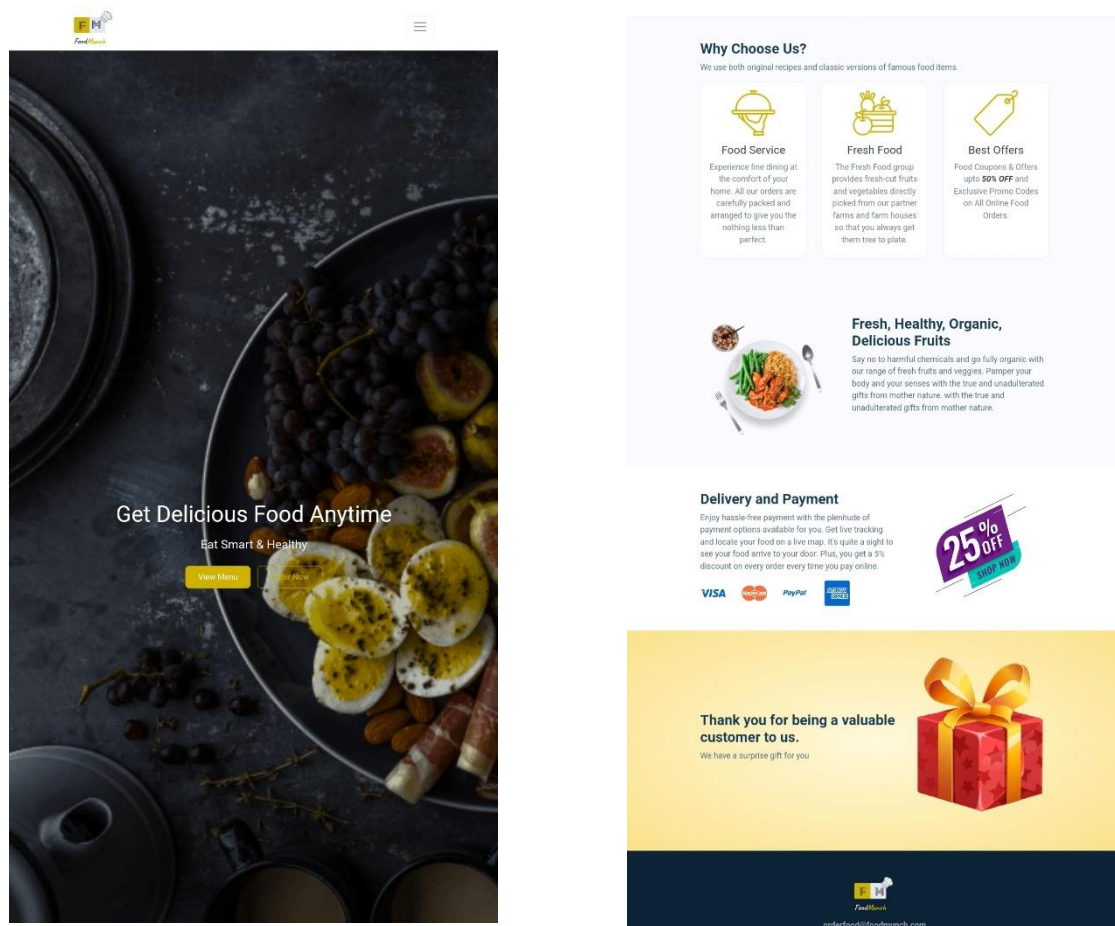 F M
FoodMunch
Get Delicious Food Anytime
Eat Smart & Healthy
View Menu
Order Now
Why Choose Us?
We use both original recipes and classic versions of famous food items.
Food Service
Experience fine dining at
the comfort of your
home. All our orders are
carefully packed and
arranged to give you the
nothing less than
perfect.
Fresh Food
The Fresh Food group
provides fresh-cut fruits
and vegetables directly
picked from our partner
farms and farm houses
so that you always get
them tree to plate.
Best Offers
Food Coupons & Offers
upto 50% OFF and
Exclusive Promo Codes
on All Online Food
Orders.
Fresh, Healthy, Organic,
Delicious Fruits
Say no to harmful chemicals and go fully organic with
our range of fresh fruits and veggies. Pamper your
body and your senses with the true and unadulterated
gifts from mother nature. with the true and
unadulterated gifts from mother nature.
Delivery and Payment
Enjoy hassle-free payment with the plenitude of
payment options available for you. Get live tracking
and locate your food on a live map. It's quite a sight to
see your food arrive to your door. Plus, you get a 5%
discount on every order every time you pay online.
VISA MasterCard PayPal AMERICAN EXPRESS
25% OFF
SHOP NOW
Thank you for being a valuable
customer to us.
We have a surprise gift for you
F M
FoodMunch
orderfood@foodmunch.com